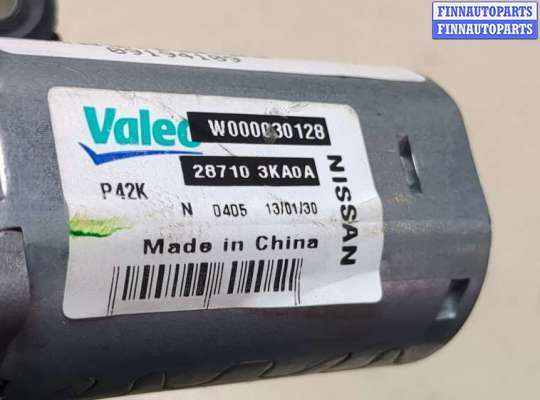 FINNAUTOPARTS
FINNAUTOPARTS
Valeo
W000030128
28710 3KA0A
P42K
N 0405 13/01/30
Made in China
NISSAN